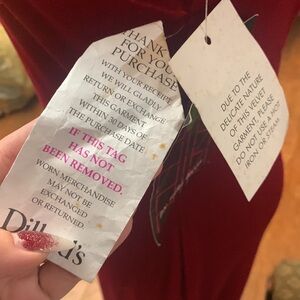 THANK
FOR YOUR
PURCHASE
WITH YOUR RECEIPT
WE WILL GLADLY
RETURN OR EXCHANGE
THIS GARMENT
WITHIN 30 DAYS OF
THE PURCHASE DATE
IF THIS TAG
HAS NOT
BEEN REMOVED.
WORN MERCHANDISE
MAY NOT BE
EXCHANGED
OR RETURNED.
Dillard's
DUE TO THE
DELICATE NATURE
OF THIS VELVET
GARMENT, PLEASE
DO NOT USE A HOT
IRON OR STEAM